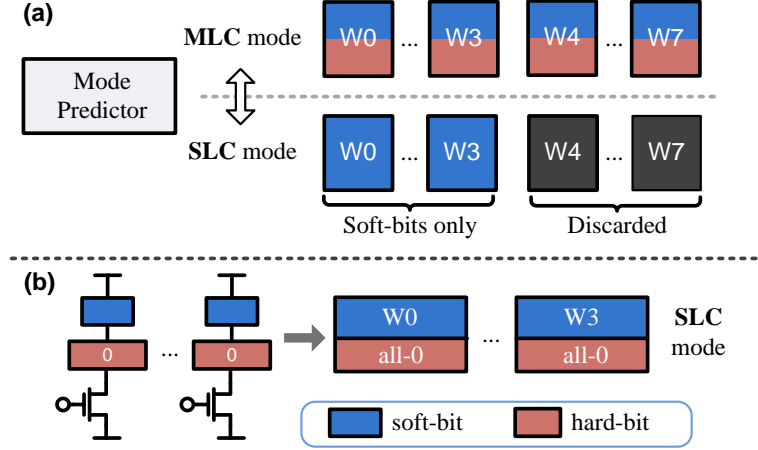 (a)
MLC mode
W0 ... W3 W4 ... W7
Mode
Predictor
SLC mode
W0 ... W3 W4 ... W7
Soft-bits only Discarded
(b)
0 ... 0
W0 ... W3
all-0 all-0
SLC
mode
soft-bit hard-bit